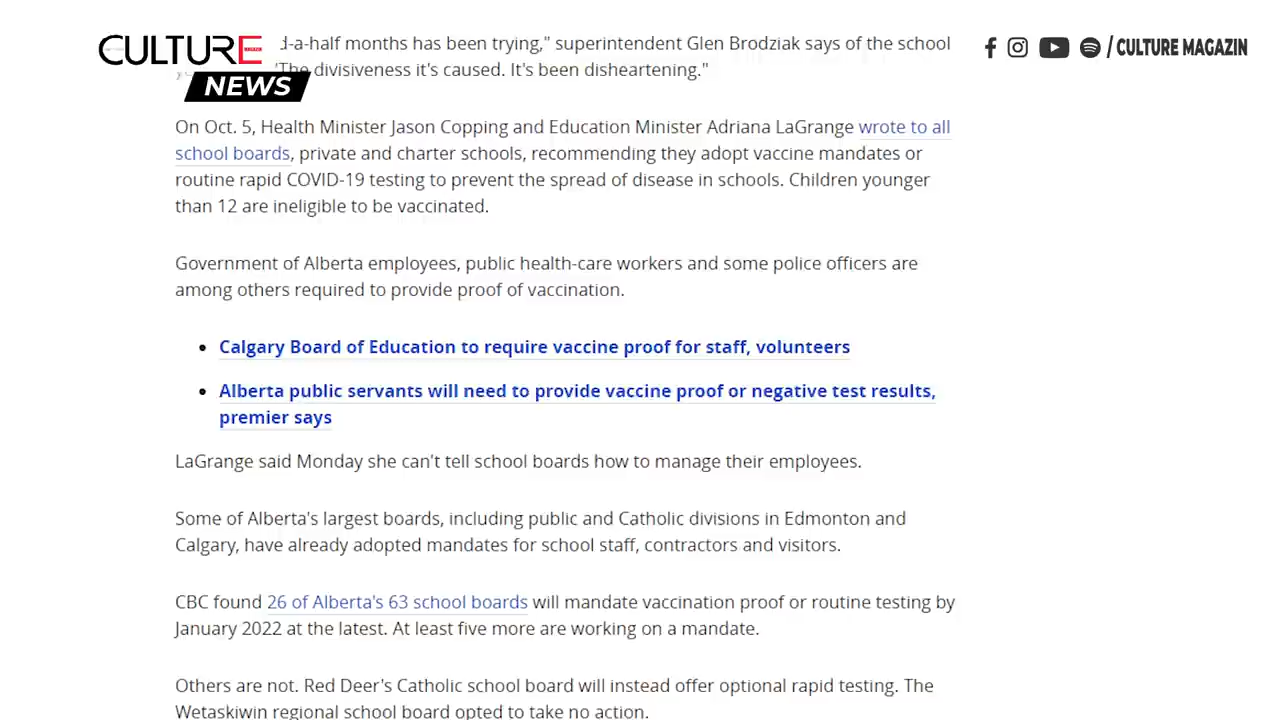 CULTURE
NEWS
/ CULTURE MAGAZIN
d-a-half months has been trying," superintendent Glen Brodziak says of the school
"The divisiveness it's caused. It's been disheartening."
On Oct. 5, Health Minister Jason Copping and Education Minister Adriana LaGrange wrote to all
school boards, private and charter schools, recommending they adopt vaccine mandates or
routine rapid COVID-19 testing to prevent the spread of disease in schools. Children younger
than 12 are ineligible to be vaccinated.
Government of Alberta employees, public health-care workers and some police officers are
among others required to provide proof of vaccination.
• Calgary Board of Education to require vaccine proof for staff, volunteers
• Alberta public servants will need to provide vaccine proof or negative test results,
premier says
LaGrange said Monday she can't tell school boards how to manage their employees.
Some of Alberta's largest boards, including public and Catholic divisions in Edmonton and
Calgary, have already adopted mandates for school staff, contractors and visitors.
CBC found 26 of Alberta's 63 school boards will mandate vaccination proof or routine testing by
January 2022 at the latest. At least five more are working on a mandate.
Others are not. Red Deer's Catholic school board will instead offer optional rapid testing. The
Wetaskiwin regional school board opted to take no action.